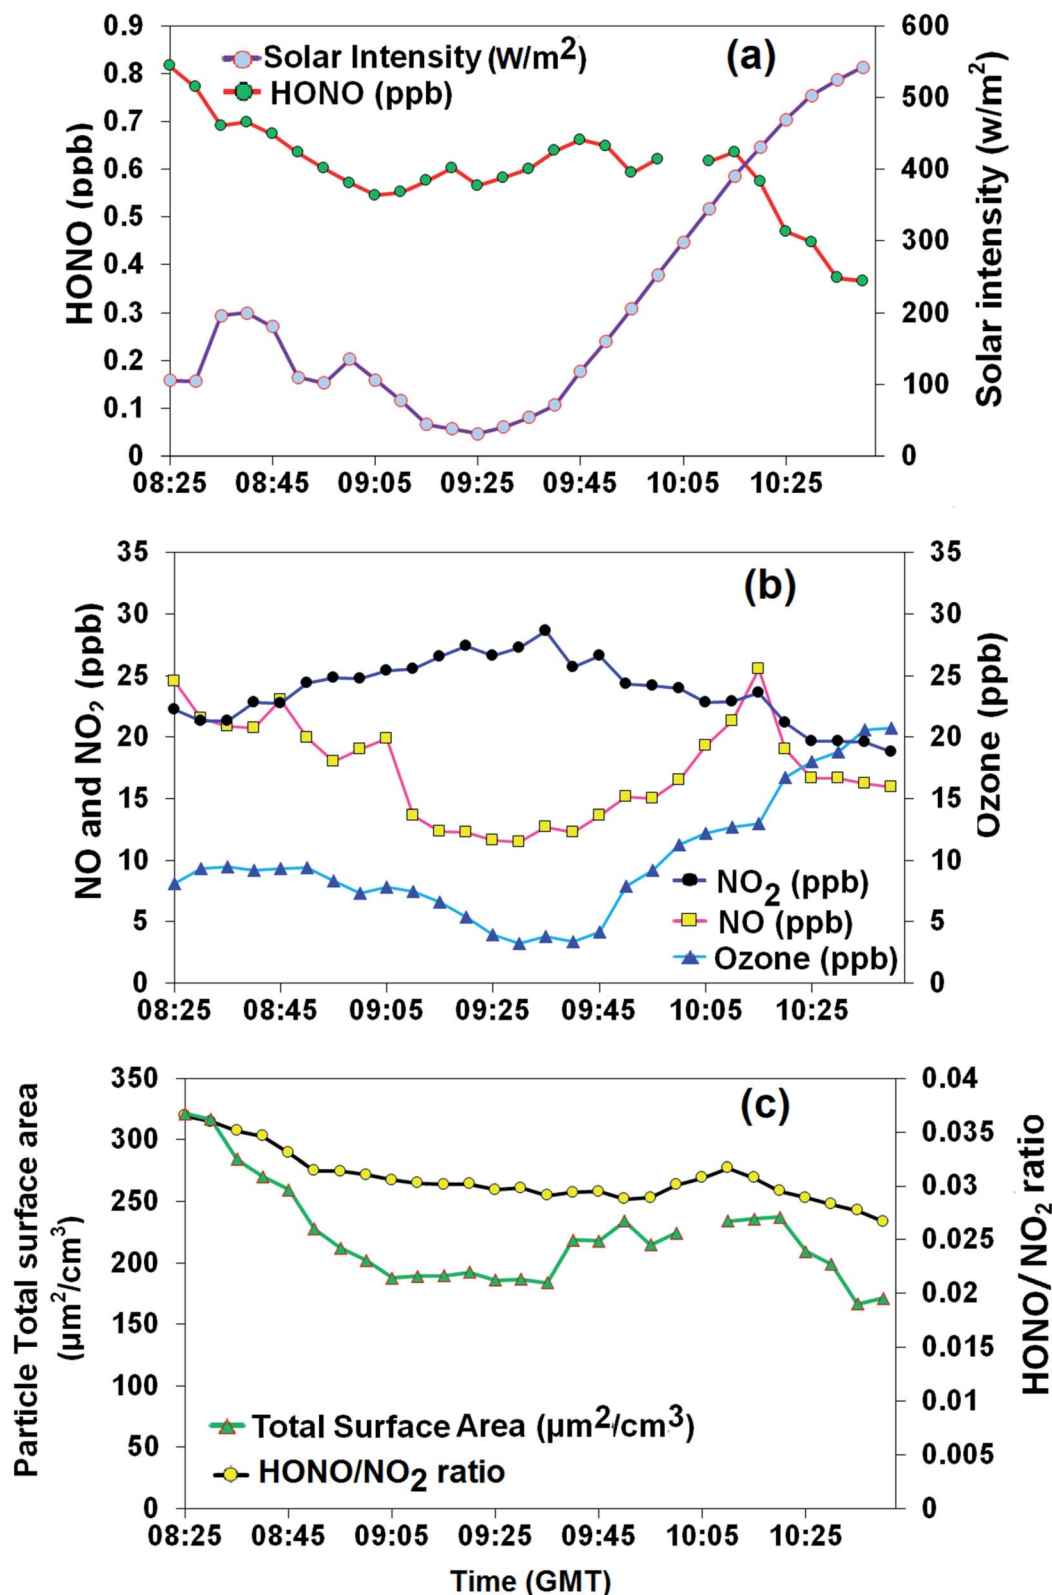 (a)
Solar Intensity (W/m²)
HONO (ppb)
HONO (ppb)
Solar intensity (w/m²)
0.9
0.8
0.7
0.6
0.5
0.4
0.3
0.2
0.1
0
600
500
400
300
200
100
0
08:25 08:45 09:05 09:25 09:45 10:05 10:25
(b)
NO and NO₂ (ppb)
Ozone (ppb)
35
30
25
20
15
10
5
0
35
30
25
20
15
10
5
0
NO₂ (ppb)
NO (ppb)
Ozone (ppb)
08:25 08:45 09:05 09:25 09:45 10:05 10:25
(c)
Particle Total surface area
(µm²/cm³)
HONO/ NO₂ ratio
350
300
250
200
150
100
50
0
0.04
0.035
0.03
0.025
0.02
0.015
0.01
0.005
0
Total Surface Area (µm²/cm³)
HONO/NO₂ ratio
08:25 08:45 09:05 09:25 09:45 10:05 10:25
Time (GMT)